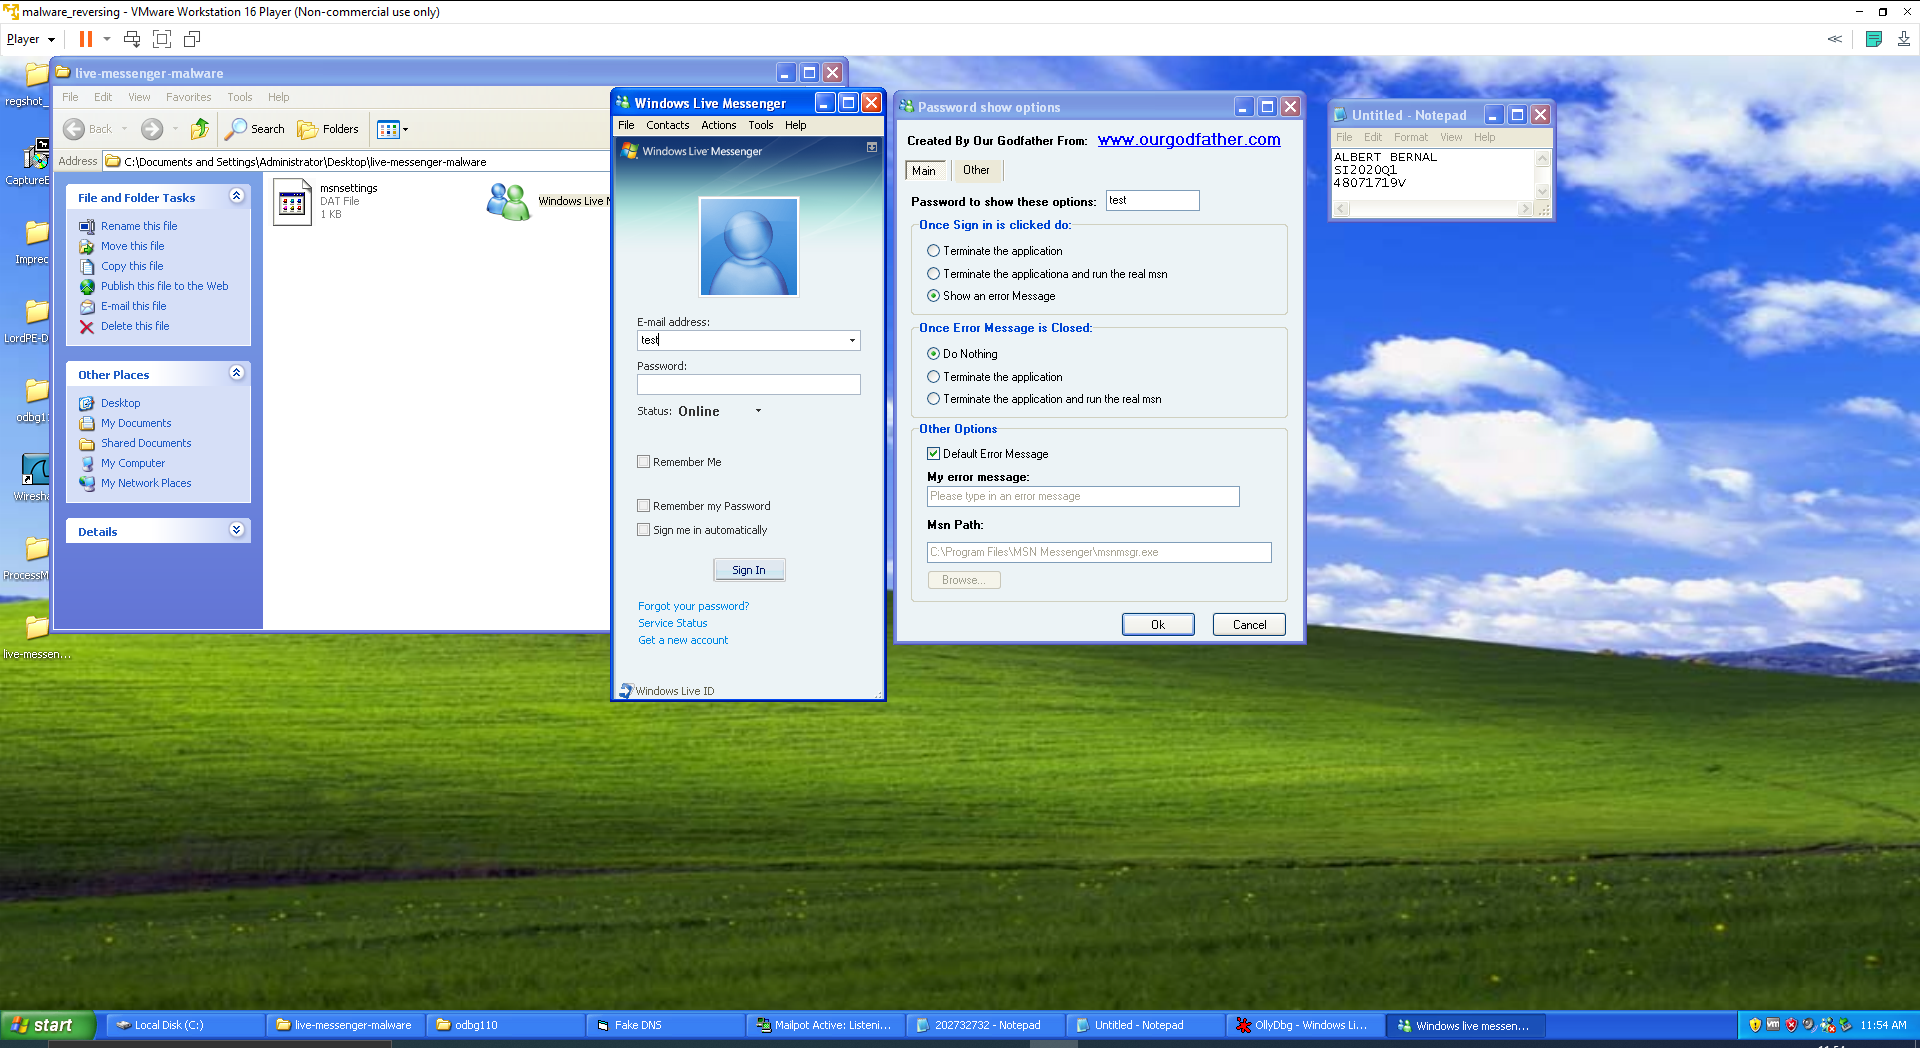 malware_reversing - VMware Workstation 16 Player (Non-commercial use only)
Player
regshot_
CaptureB
Imprec
LordPE-D
odbg1
Wiresha
ProcessM
live-messen...
live-messenger-malware
File Edit View Favorites Tools Help
Back Search Folders
Address C:\Documents and Settings\Administrator\Desktop\live-messenger-malware
File and Folder Tasks
Rename this file
Move this file
Copy this file
Publish this file to the Web
E-mail this file
Delete this file
Other Places
Desktop
My Documents
Shared Documents
My Computer
My Network Places
Details
msnsettings
DAT File
1 KB
Windows Live M
Windows Live Messenger
File Contacts Actions Tools Help
Windows Live Messenger
E-mail address:
test
Password:
Status: Online
Remember Me
Remember my Password
Sign me in automatically
Sign In
Forgot your password?
Service Status
Get a new account
Windows Live ID
Password show options
Created By Our Godfather From: www.ourgodfather.com
Main Other
Password to show these options: test
Once Sign in is clicked do:
Terminate the application
Terminate the applicationa and run the real msn
Show an error Message
Once Error Message is Closed:
Do Nothing
Terminate the application
Terminate the application and run the real msn
Other Options
Default Error Message
My error message:
Please type in an error message
Msn Path:
C:\Program Files\MSN Messenger\msnmsgr.exe
Browse...
Ok Cancel
Untitled - Notepad
File Edit Format View Help
ALBERT BERNAL
SI2020Q1
48071719V
start Local Disk (C:) live-messenger-malware odbg110 Fake DNS Mailpot Active: Listeni... 202732732 - Notepad Untitled - Notepad OllyDbg - Windows Li... Windows live messen... 11:54 AM